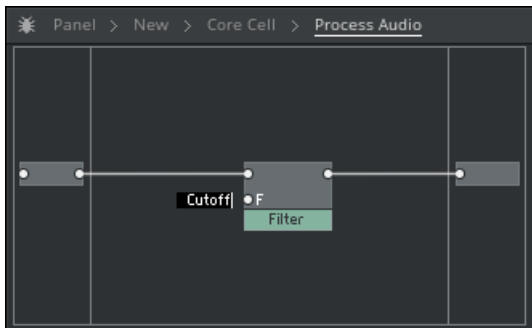 Panel > New > Core Cell > Process Audio
Cutoff F
Filter